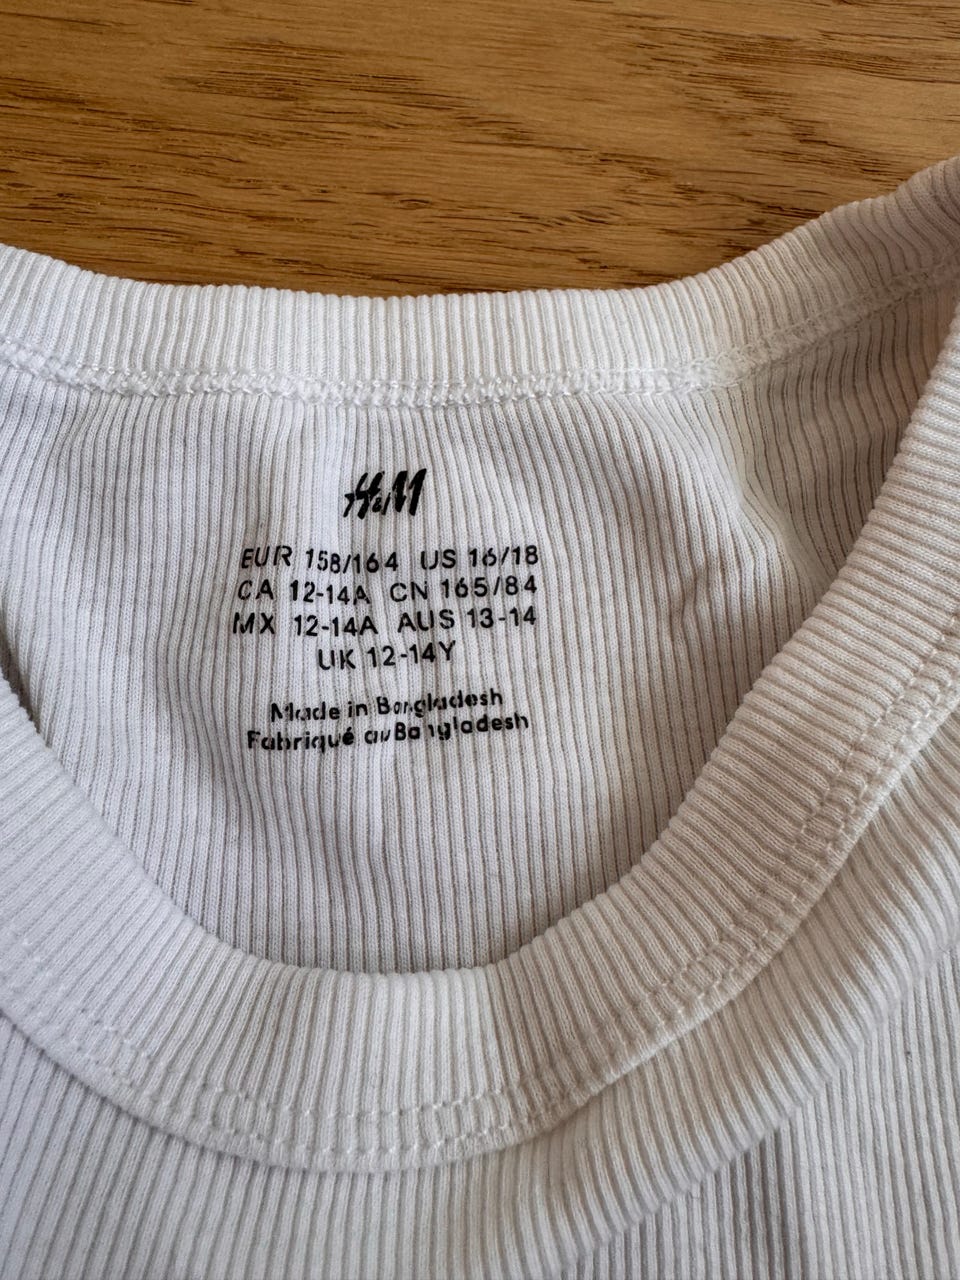 H&M
EUR 158/164 US 16/18
CA 12-14A CN 165/84
MX 12-14A AUS 13-14
UK 12-14Y
Made in Bangladesh
Fabriqué au Bangladesh